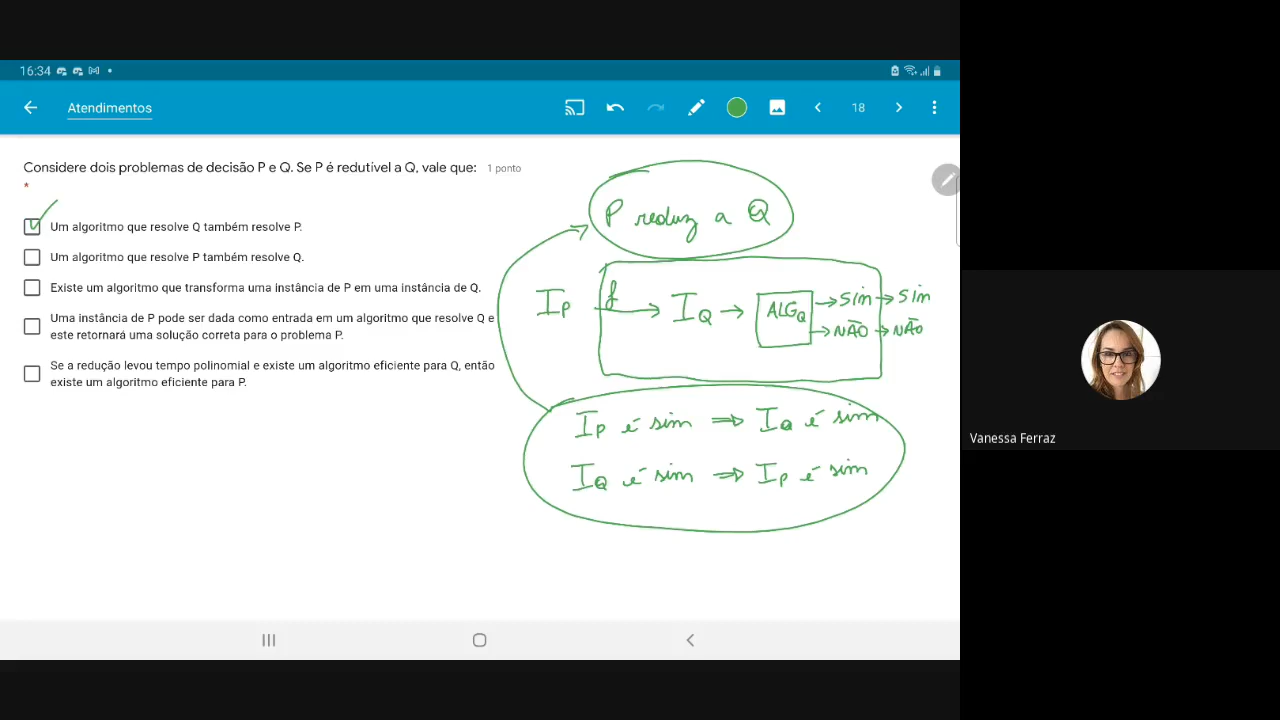 16:34
Atendimentos
18
Considere dois problemas de decisão P e Q. Se P é redutível a Q, vale que: 1 ponto
*
Um algoritmo que resolve Q também resolve P.
Um algoritmo que resolve P também resolve Q.
Existe um algoritmo que transforma uma instância de P em uma instância de Q.
Uma instância de P pode ser dada como entrada em um algoritmo que resolve Q e
este retornará uma solução correta para o problema P.
Se a redução levou tempo polinomial e existe um algoritmo eficiente para Q, então
existe um algoritmo eficiente para P.
P reduz a Q
IP f → IQ → ALGQ → SIM → SIM
→ NÃO → NÃO
IP é sim ⇒ IQ é sim
IQ é sim ⇒ IP é sim
Vanessa Ferraz